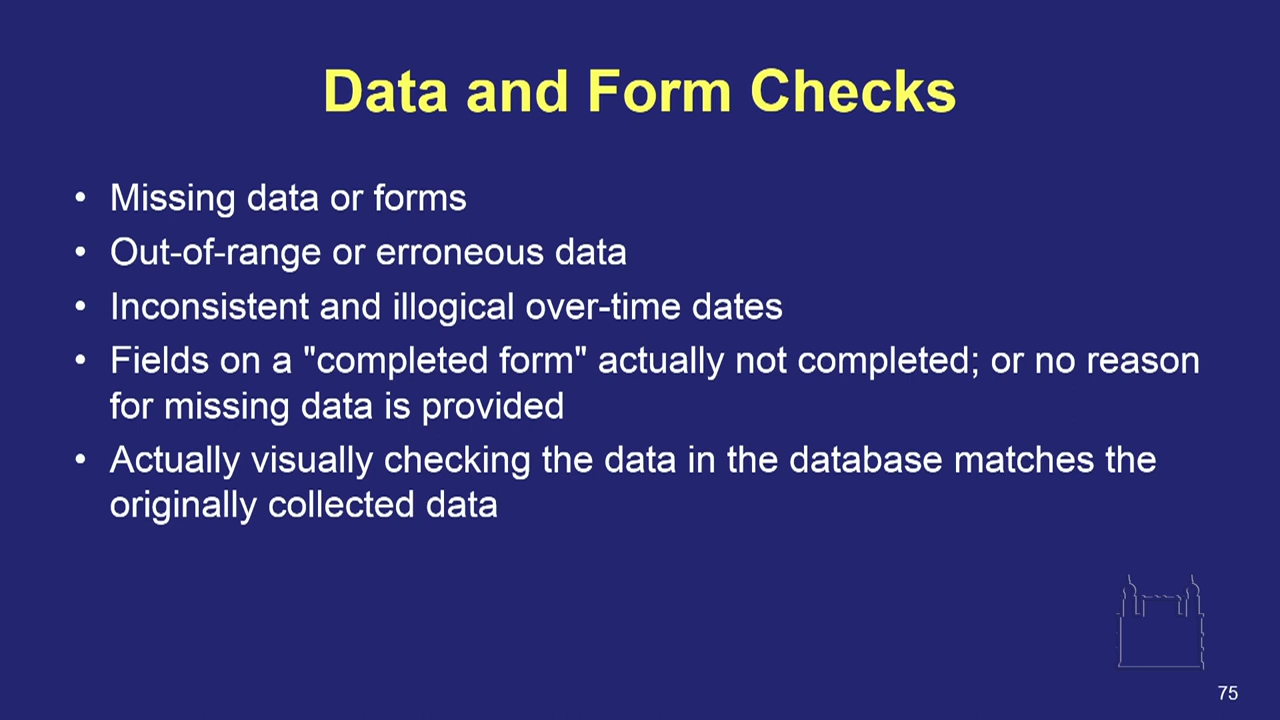 Data and Form Checks
• Missing data or forms
• Out-of-range or erroneous data
• Inconsistent and illogical over-time dates
• Fields on a "completed form" actually not completed; or no reason
for missing data is provided
• Actually visually checking the data in the database matches the
originally collected data
75